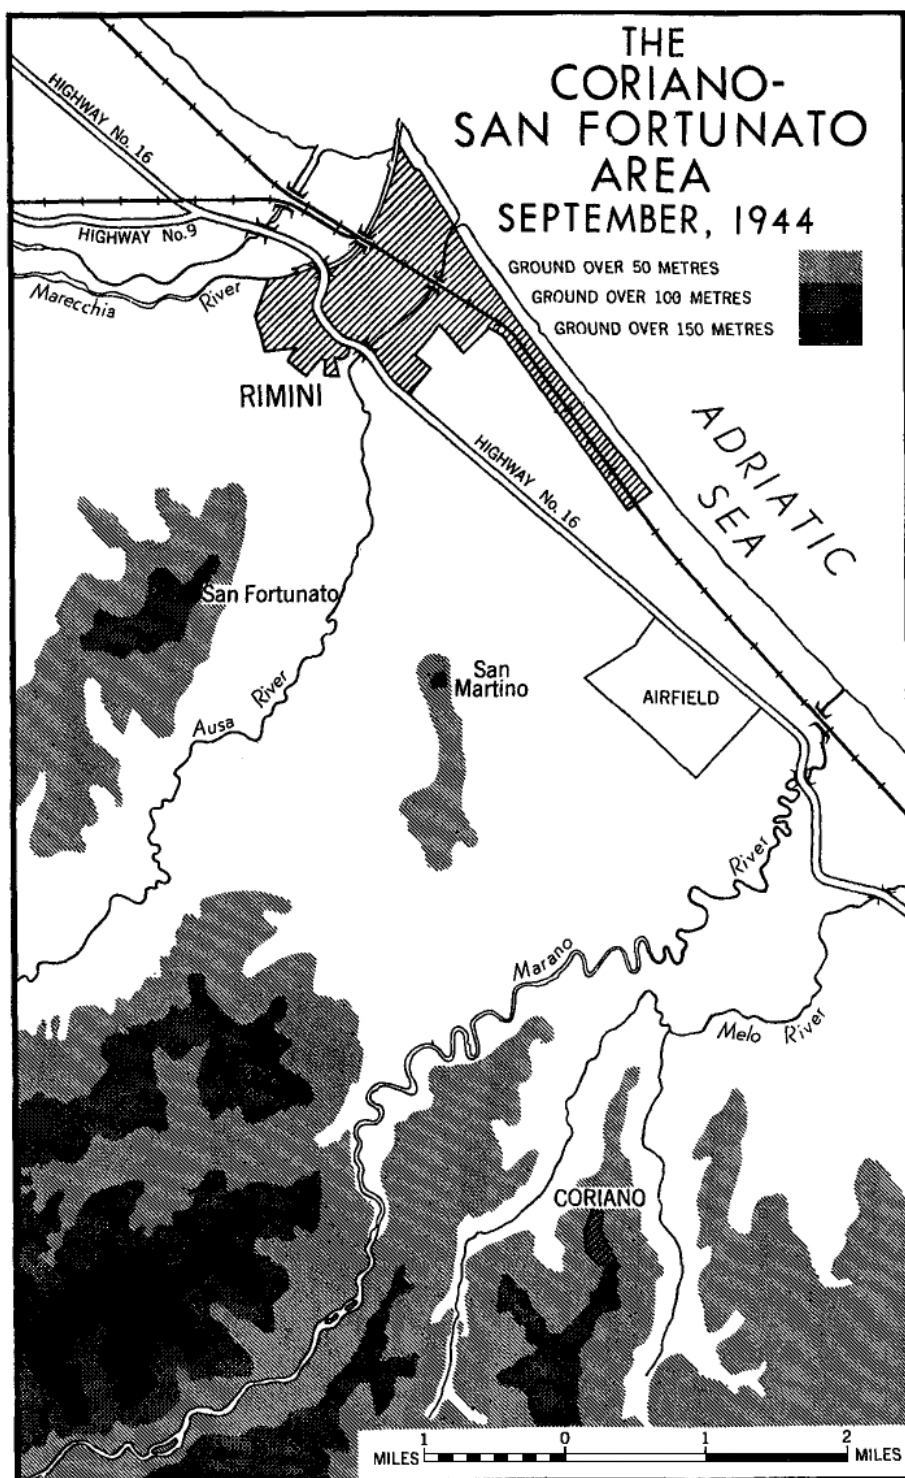 THE
CORIANO-
SAN FORTUNATO
AREA
SEPTEMBER, 1944
GROUND OVER 50 METRES
GROUND OVER 100 METRES
GROUND OVER 150 METRES
HIGHWAY No. 16
HIGHWAY No.9
Marecchia River
RIMINI
ADRIATIC
SEA
HIGHWAY No. 16
San Fortunato
San
Martino
AIRFIELD
Ausa River
Marano River
Melo River
CORIANO
1 0 1 2
MILES MILES